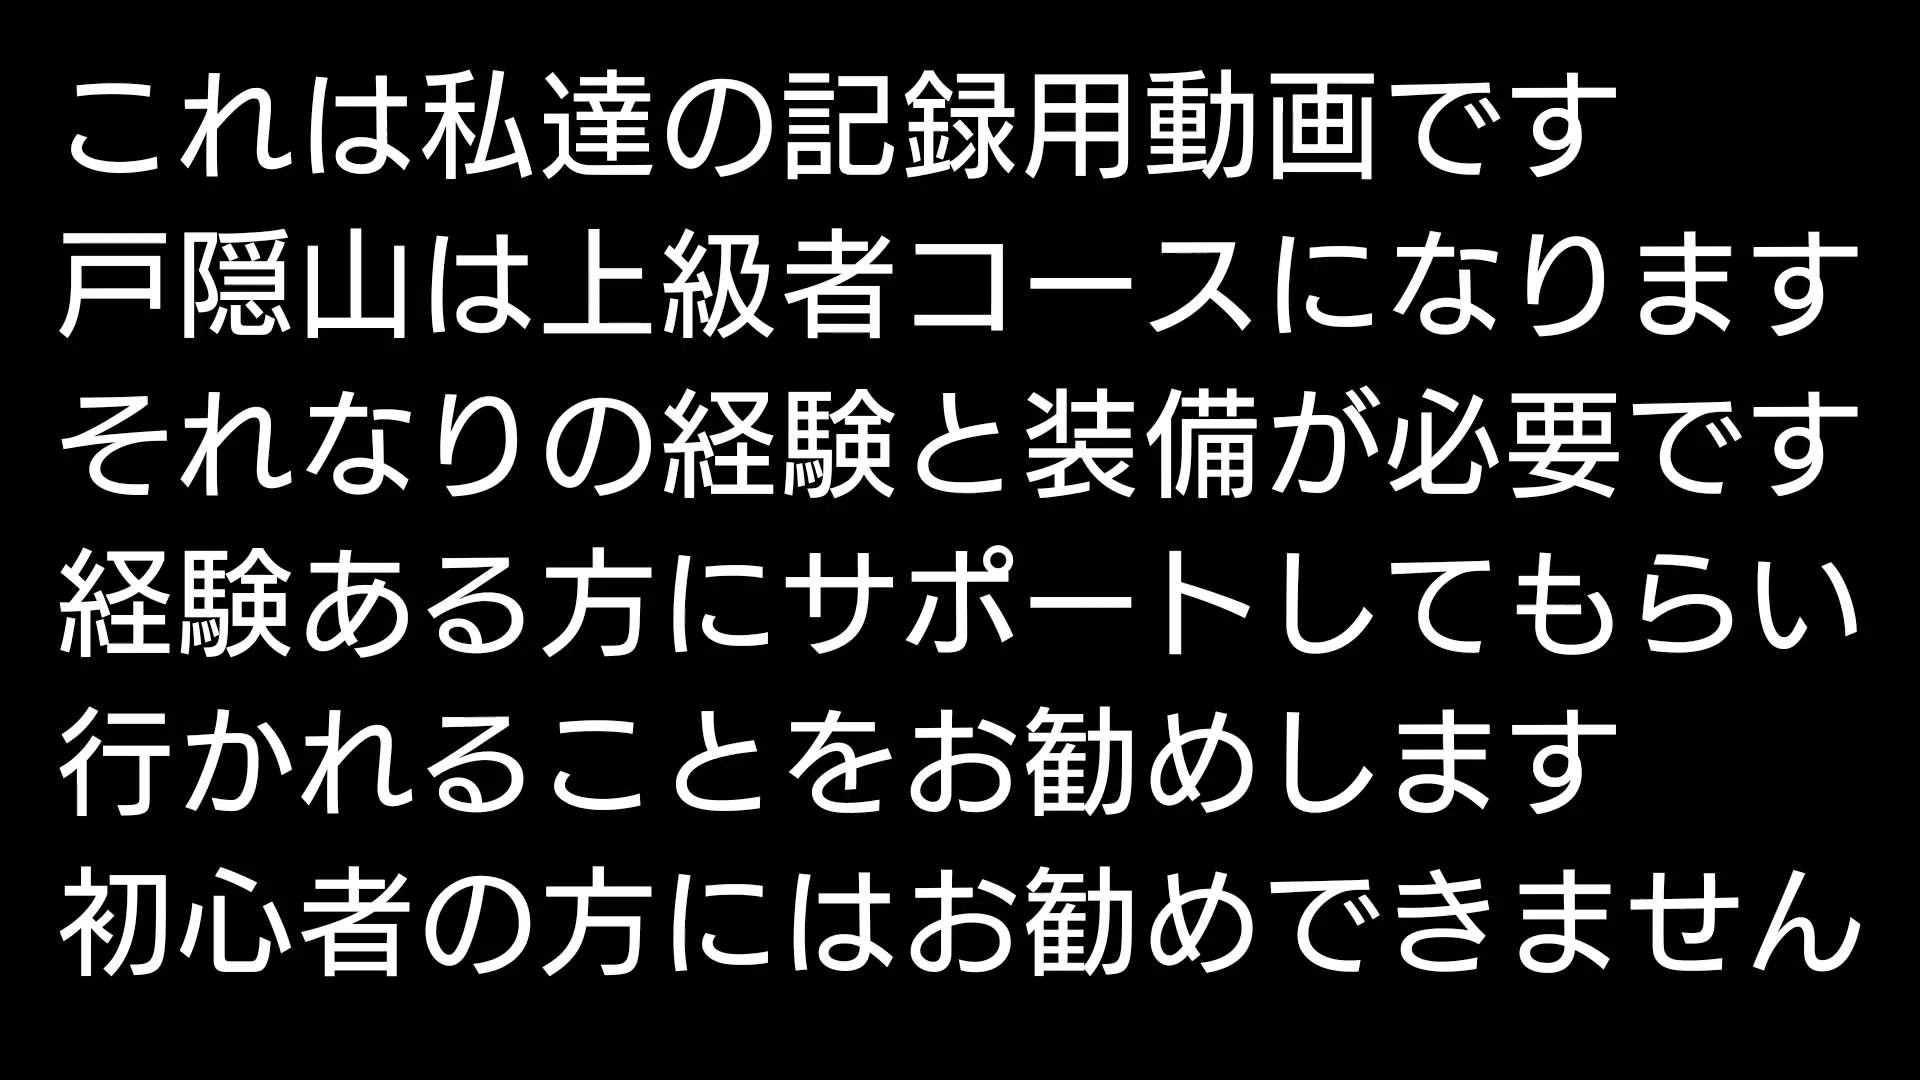 これは私達の記録用動画です
戸隠山は上級者コースになります
それなりの経験と装備が必要です
経験ある方にサポートしてもらい
行かれることをお勧めします
初心者の方にはお勧めできません